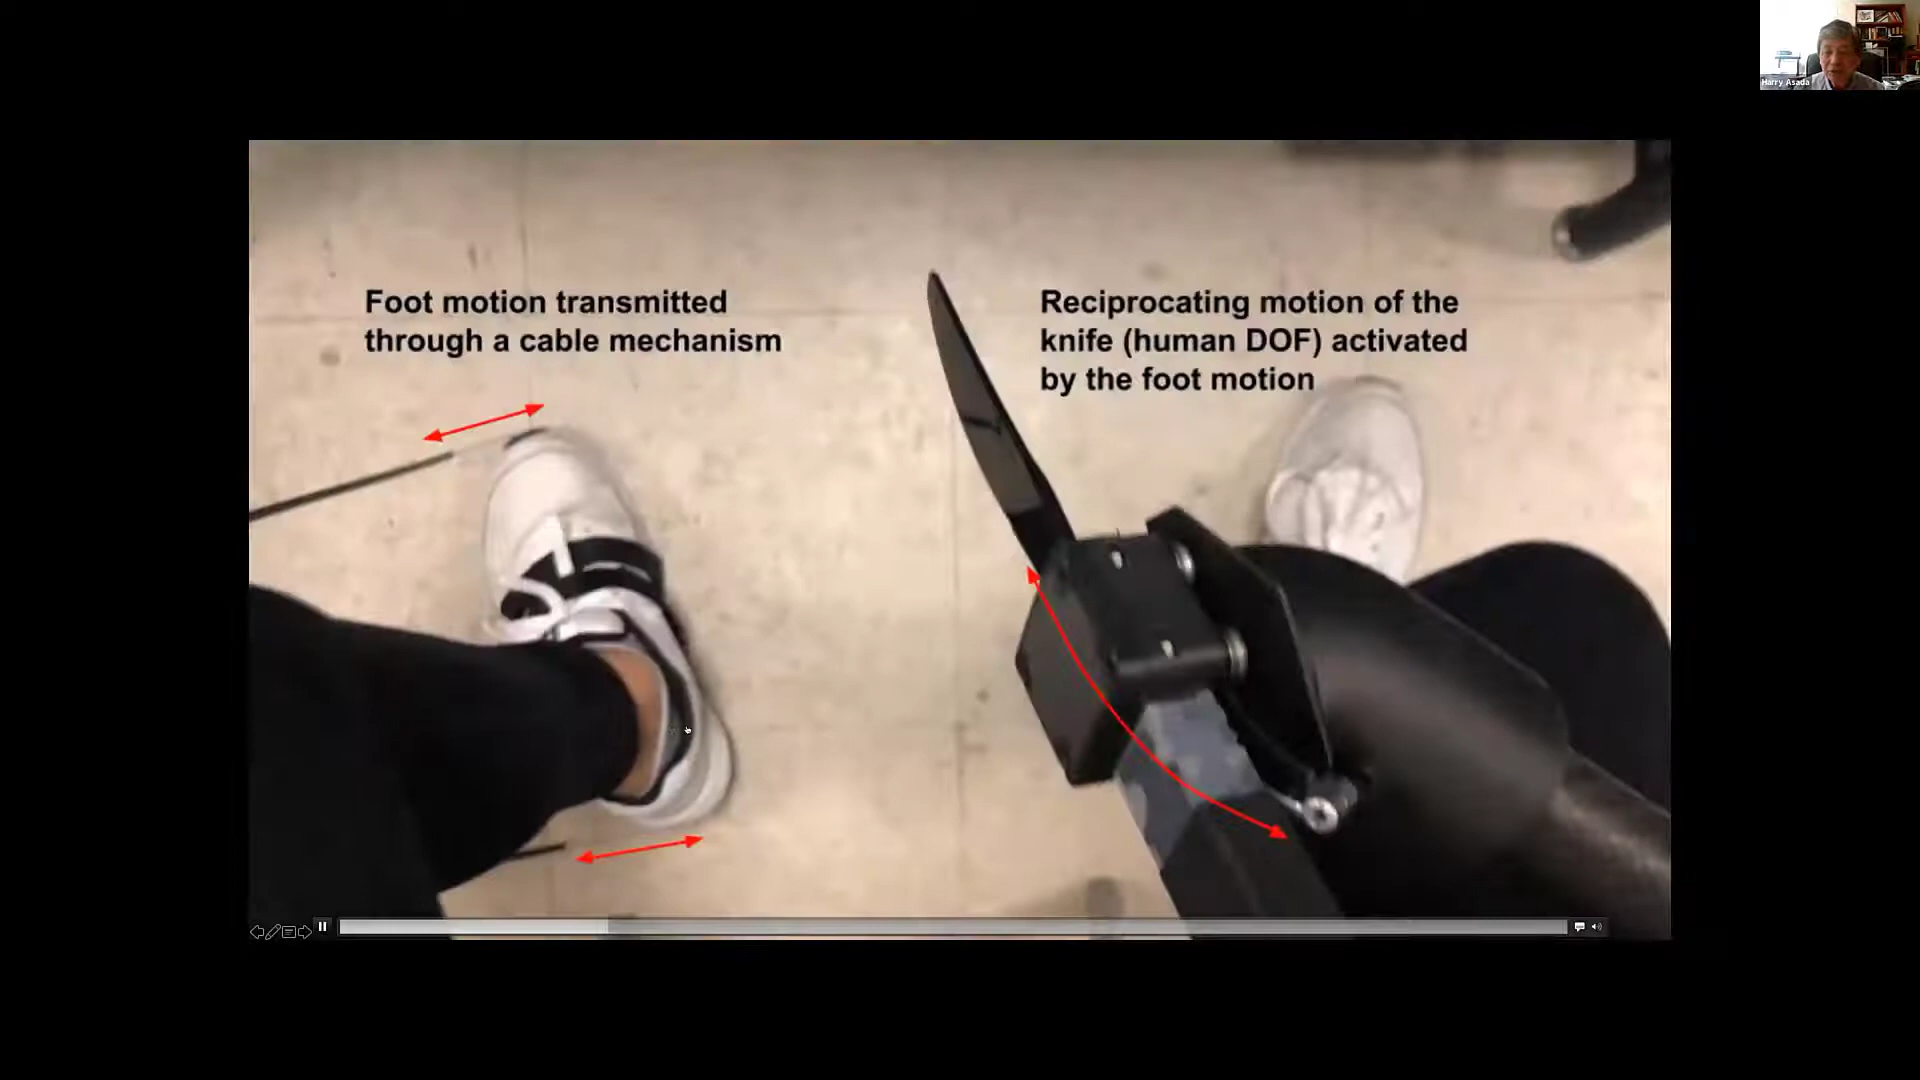 Harry Asada
Foot motion transmitted
through a cable mechanism
Reciprocating motion of the
knife (human DOF) activated
by the foot motion